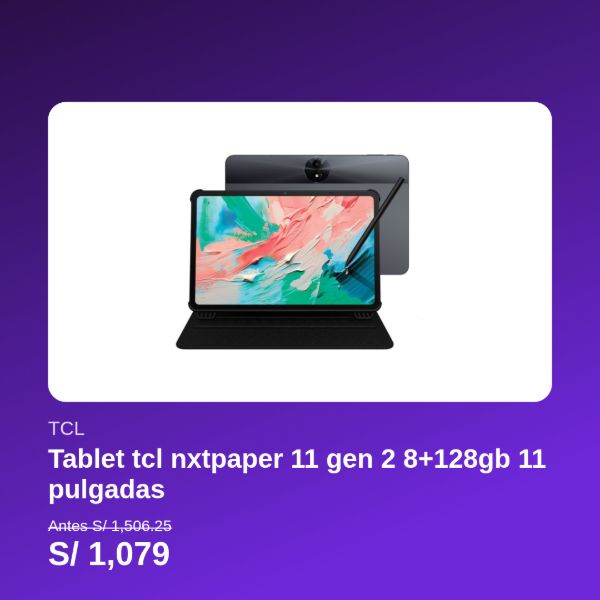 TCL
Tablet tcl nxtpaper 11 gen 2 8+128gb 11
pulgadas
Antes S/ 1,506.25
S/ 1,079